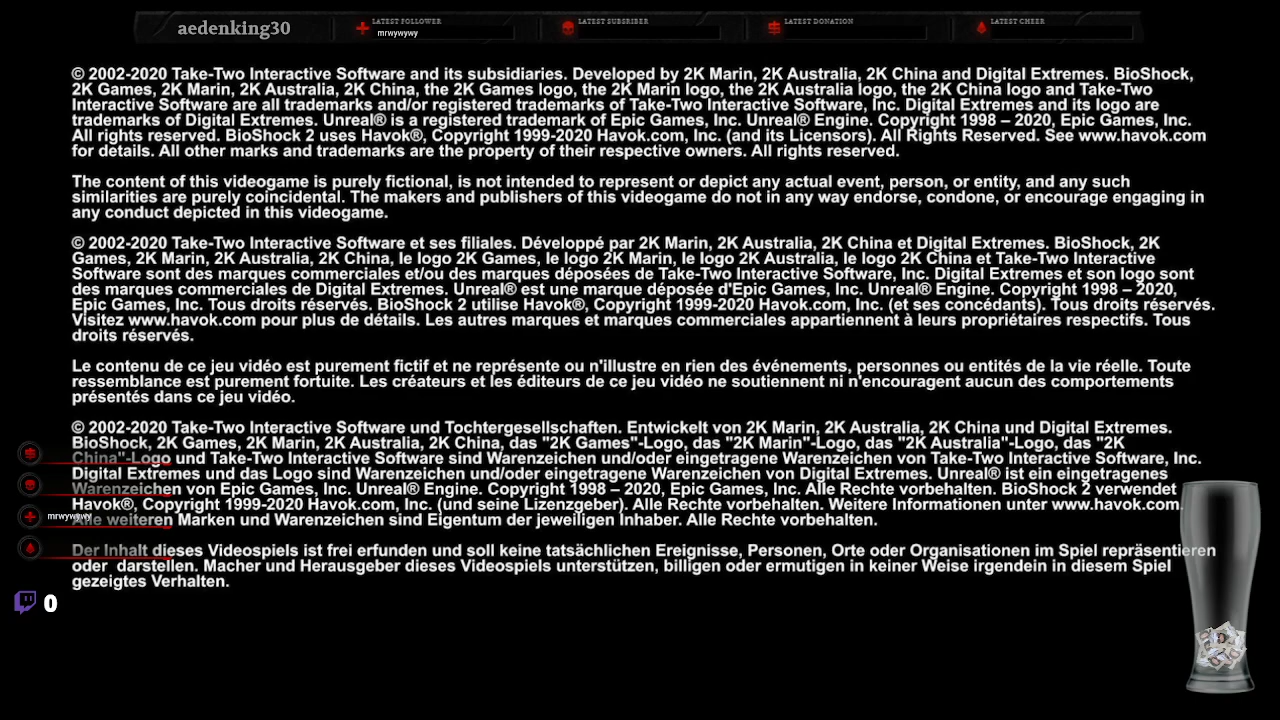 aedenking30
LATEST FOLLOWER
mrwywywy
LATEST SUBSRIBER
LATEST DONATION
LATEST CHEER
© 2002-2020 Take-Two Interactive Software and its subsidiaries. Developed by 2K Marin, 2K Australia, 2K China and Digital Extremes. BioShock,
2K Games, 2K Marin, 2K Australia, 2K China, the 2K Games logo, the 2K Marin logo, the 2K Australia logo, the 2K China logo and Take-Two
Interactive Software are all trademarks and/or registered trademarks of Take-Two Interactive Software, Inc. Digital Extremes and its logo are
trademarks of Digital Extremes. Unreal® is a registered trademark of Epic Games, Inc. Unreal® Engine. Copyright 1998 – 2020, Epic Games, Inc.
All rights reserved. BioShock 2 uses Havok®, Copyright 1999-2020 Havok.com, Inc. (and its Licensors). All Rights Reserved. See www.havok.com
for details. All other marks and trademarks are the property of their respective owners. All rights reserved.
The content of this videogame is purely fictional, is not intended to represent or depict any actual event, person, or entity, and any such
similarities are purely coincidental. The makers and publishers of this videogame do not in any way endorse, condone, or encourage engaging in
any conduct depicted in this videogame.
© 2002-2020 Take-Two Interactive Software et ses filiales. Développé par 2K Marin, 2K Australia, 2K China et Digital Extremes. BioShock, 2K
Games, 2K Marin, 2K Australia, 2K China, le logo 2K Games, le logo 2K Marin, le logo 2K Australia, le logo 2K China et Take-Two Interactive
Software sont des marques commerciales et/ou des marques déposées de Take-Two Interactive Software, Inc. Digital Extremes et son logo sont
des marques commerciales de Digital Extremes. Unreal® est une marque déposée d'Epic Games, Inc. Unreal® Engine. Copyright 1998 – 2020,
Epic Games, Inc. Tous droits réservés. BioShock 2 utilise Havok®, Copyright 1999-2020 Havok.com, Inc. (et ses concédants). Tous droits réservés.
Visitez www.havok.com pour plus de détails. Les autres marques et marques commerciales appartiennent à leurs propriétaires respectifs. Tous
droits réservés.
Le contenu de ce jeu vidéo est purement fictif et ne représente ou n'illustre en rien des événements, personnes ou entités de la vie réelle. Toute
ressemblance est purement fortuite. Les créateurs et les éditeurs de ce jeu vidéo ne soutiennent ni n'encouragent aucun des comportements
présentés dans ce jeu vidéo.
© 2002-2020 Take-Two Interactive Software und Tochtergesellschaften. Entwickelt von 2K Marin, 2K Australia, 2K China und Digital Extremes.
BioShock, 2K Games, 2K Marin, 2K Australia, 2K China, das "2K Games"-Logo, das "2K Marin"-Logo, das "2K Australia"-Logo, das "2K
China"-Logo und Take-Two Interactive Software sind Warenzeichen und/oder eingetragene Warenzeichen von Take-Two Interactive Software, Inc.
Digital Extremes und das Logo sind Warenzeichen und/oder eingetragene Warenzeichen von Digital Extremes. Unreal® ist ein eingetragenes
Warenzeichen von Epic Games, Inc. Unreal® Engine. Copyright 1998 – 2020, Epic Games, Inc. Alle Rechte vorbehalten. BioShock 2 verwendet
Havok®, Copyright 1999-2020 Havok.com, Inc. (und seine Lizenzgeber). Alle Rechte vorbehalten. Weitere Informationen unter www.havok.com.
mrwywywy
Alle weiteren Marken und Warenzeichen sind Eigentum der jeweiligen Inhaber. Alle Rechte vorbehalten.
Der Inhalt dieses Videospiels ist frei erfunden und soll keine tatsächlichen Ereignisse, Personen, Orte oder Organisationen im Spiel repräsentieren
oder darstellen. Macher und Herausgeber dieses Videospiels unterstützen, billigen oder ermutigen in keiner Weise irgendein in diesem Spiel
gezeigtes Verhalten.
0